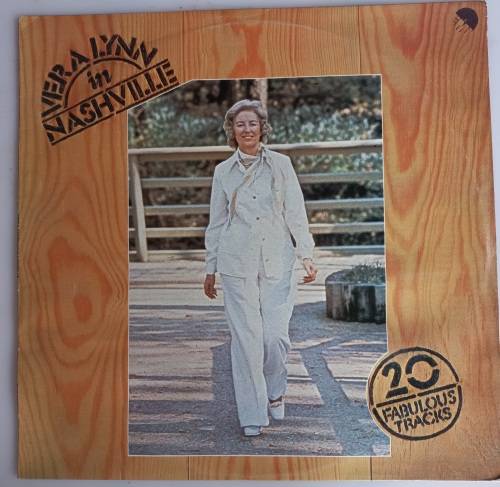 VERA LYNN
in
NASHVILLE
20
FABULOUS
TRACKS